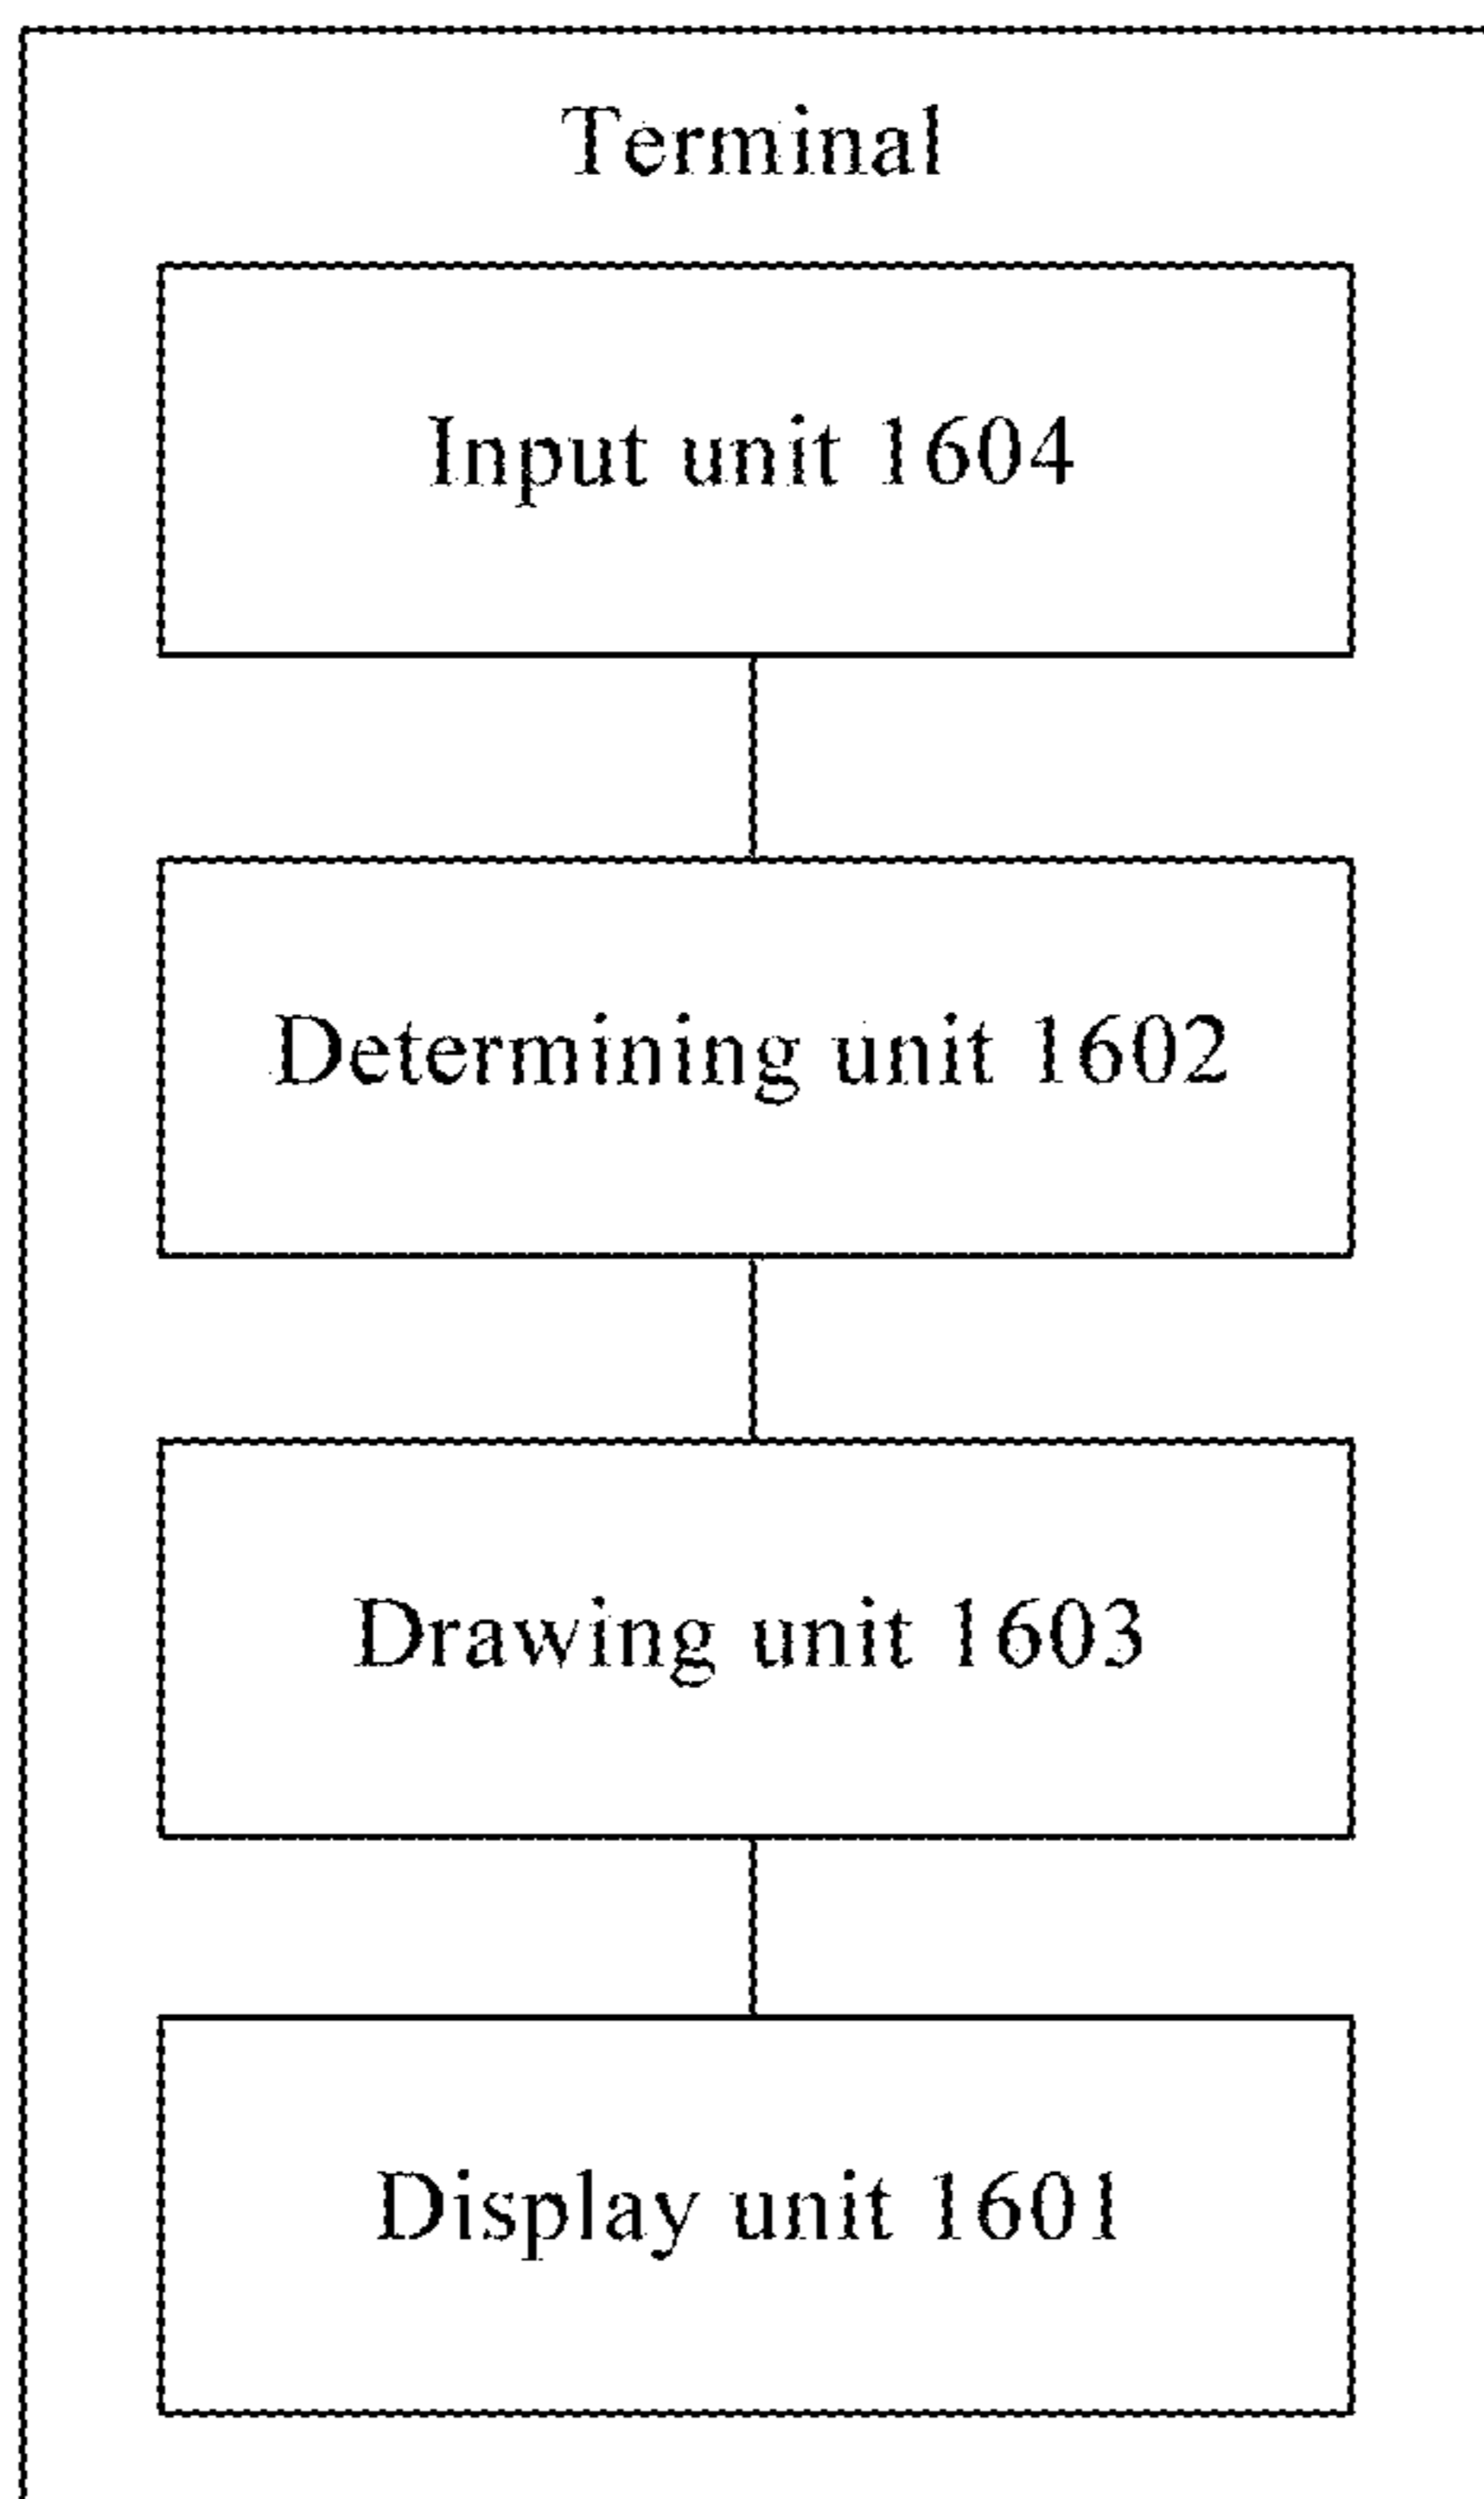 Terminal
Input unit 1604
Determining unit 1602
Drawing unit 1603
Display unit 1601